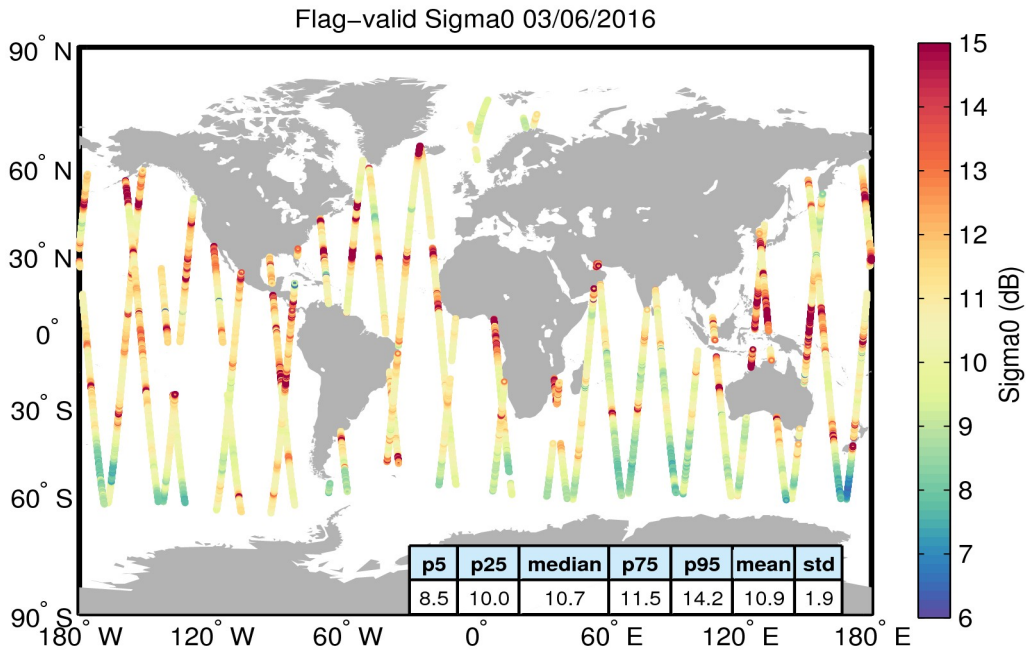 Flag−valid Sigma0 03/06/2016
90° N
60° N
30° N
0°
30° S
60° S
90° S
180° W
120° W
60° W
0°
60° E
120° E
180° E
15
14
13
12
11
10
9
8
7
6
Sigma0 (dB)
p5 p25 median p75 p95 mean std
8.5 10.0 10.7 11.5 14.2 10.9 1.9